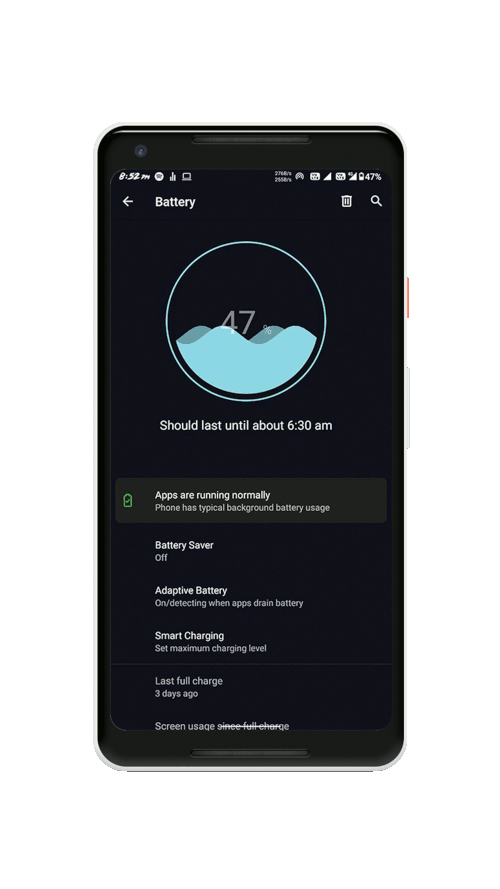 8:52 PM 276B/s 47%
255B/s
Battery
47 %
Should last until about 6:30 am
Apps are running normally
Phone has typical background battery usage
Battery Saver
Off
Adaptive Battery
On/detecting when apps drain battery
Smart Charging
Set maximum charging level
Last full charge
3 days ago
Screen usage since full charge